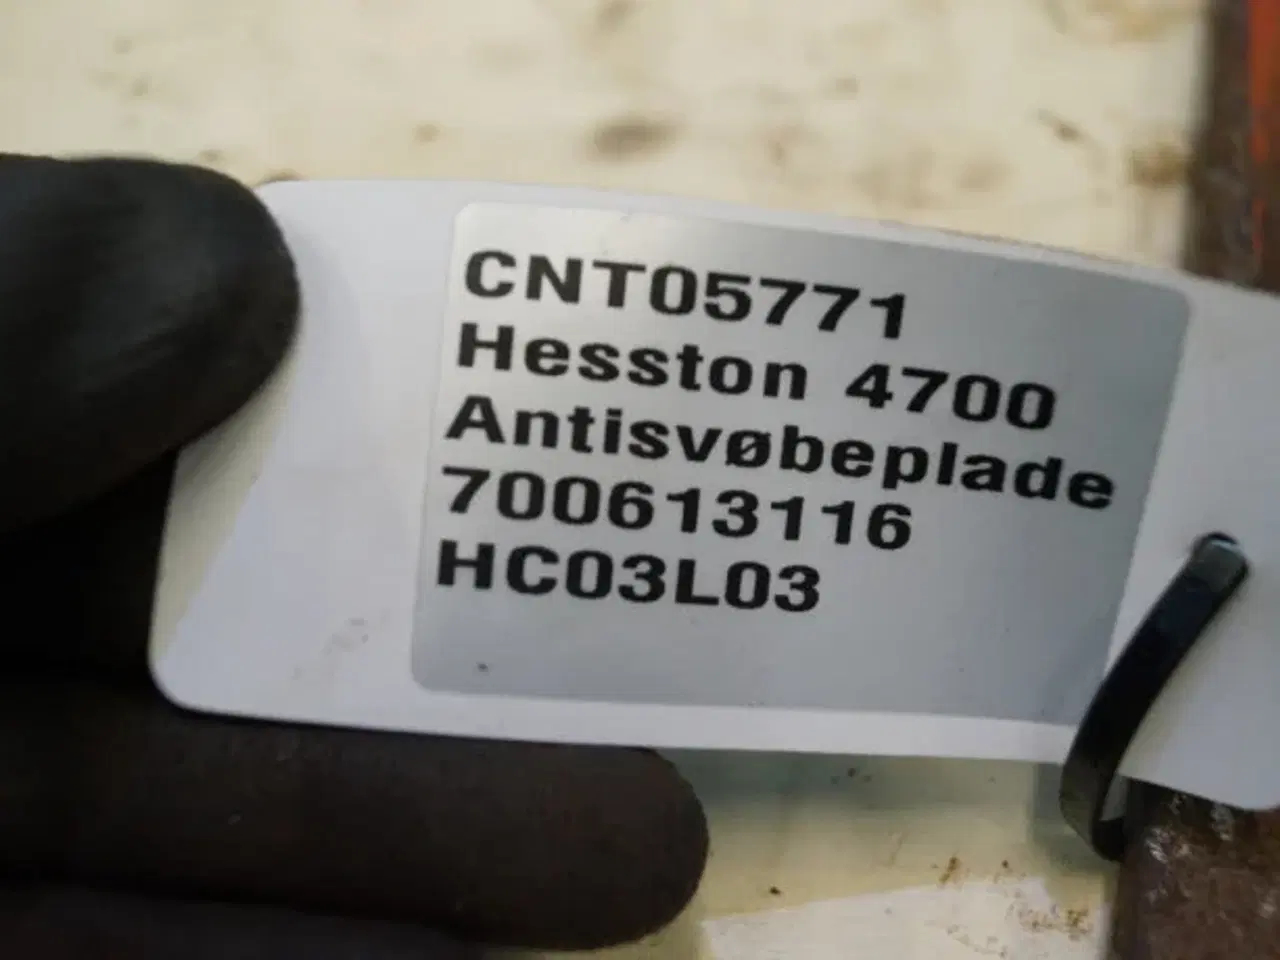 CNT05771
Hesston 4700
Antisvøbeplade
700613116
HC03L03